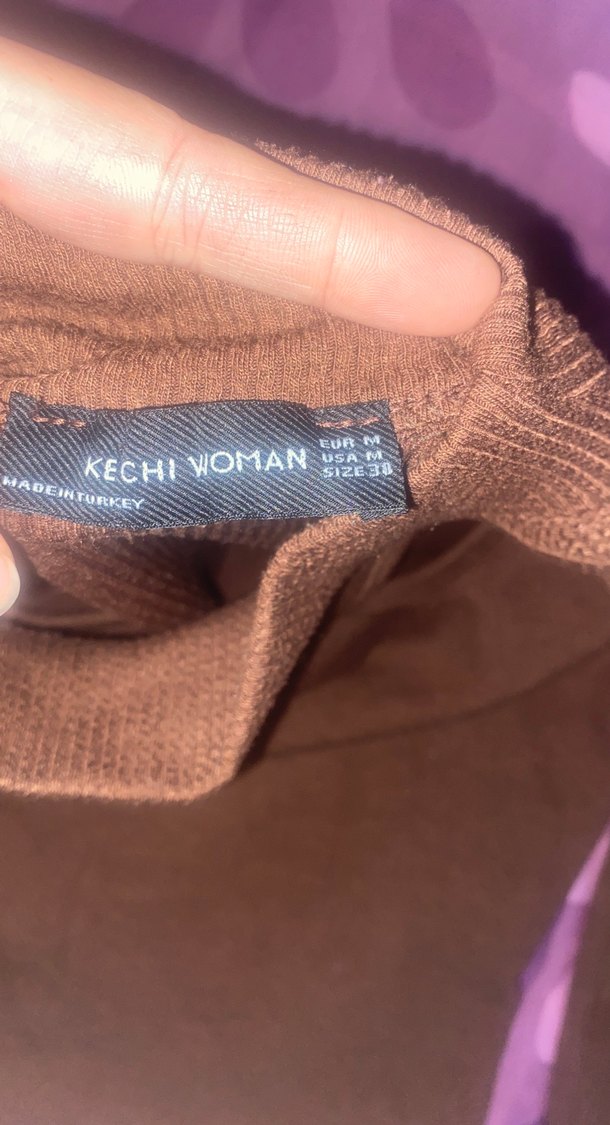 KECHI WOMAN
EUR M
USA M
SIZE 38
MADEINTURKEY